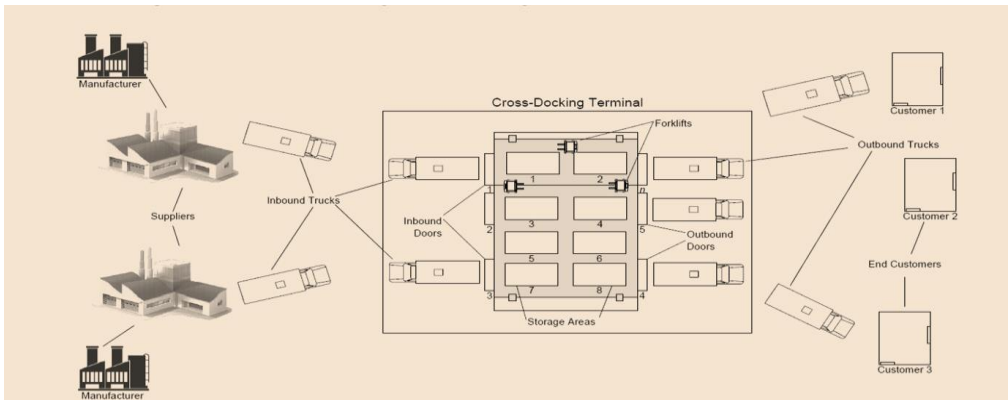 Manufacturer
Suppliers
Manufacturer
Inbound Trucks
Cross-Docking Terminal
Forklifts
Inbound
Doors
1
2
3
1
2
3
4
5
6
7
8
5
4
Outbound
Doors
Storage Areas
Outbound Trucks
Customer 1
Customer 2
End Customers
Customer 3